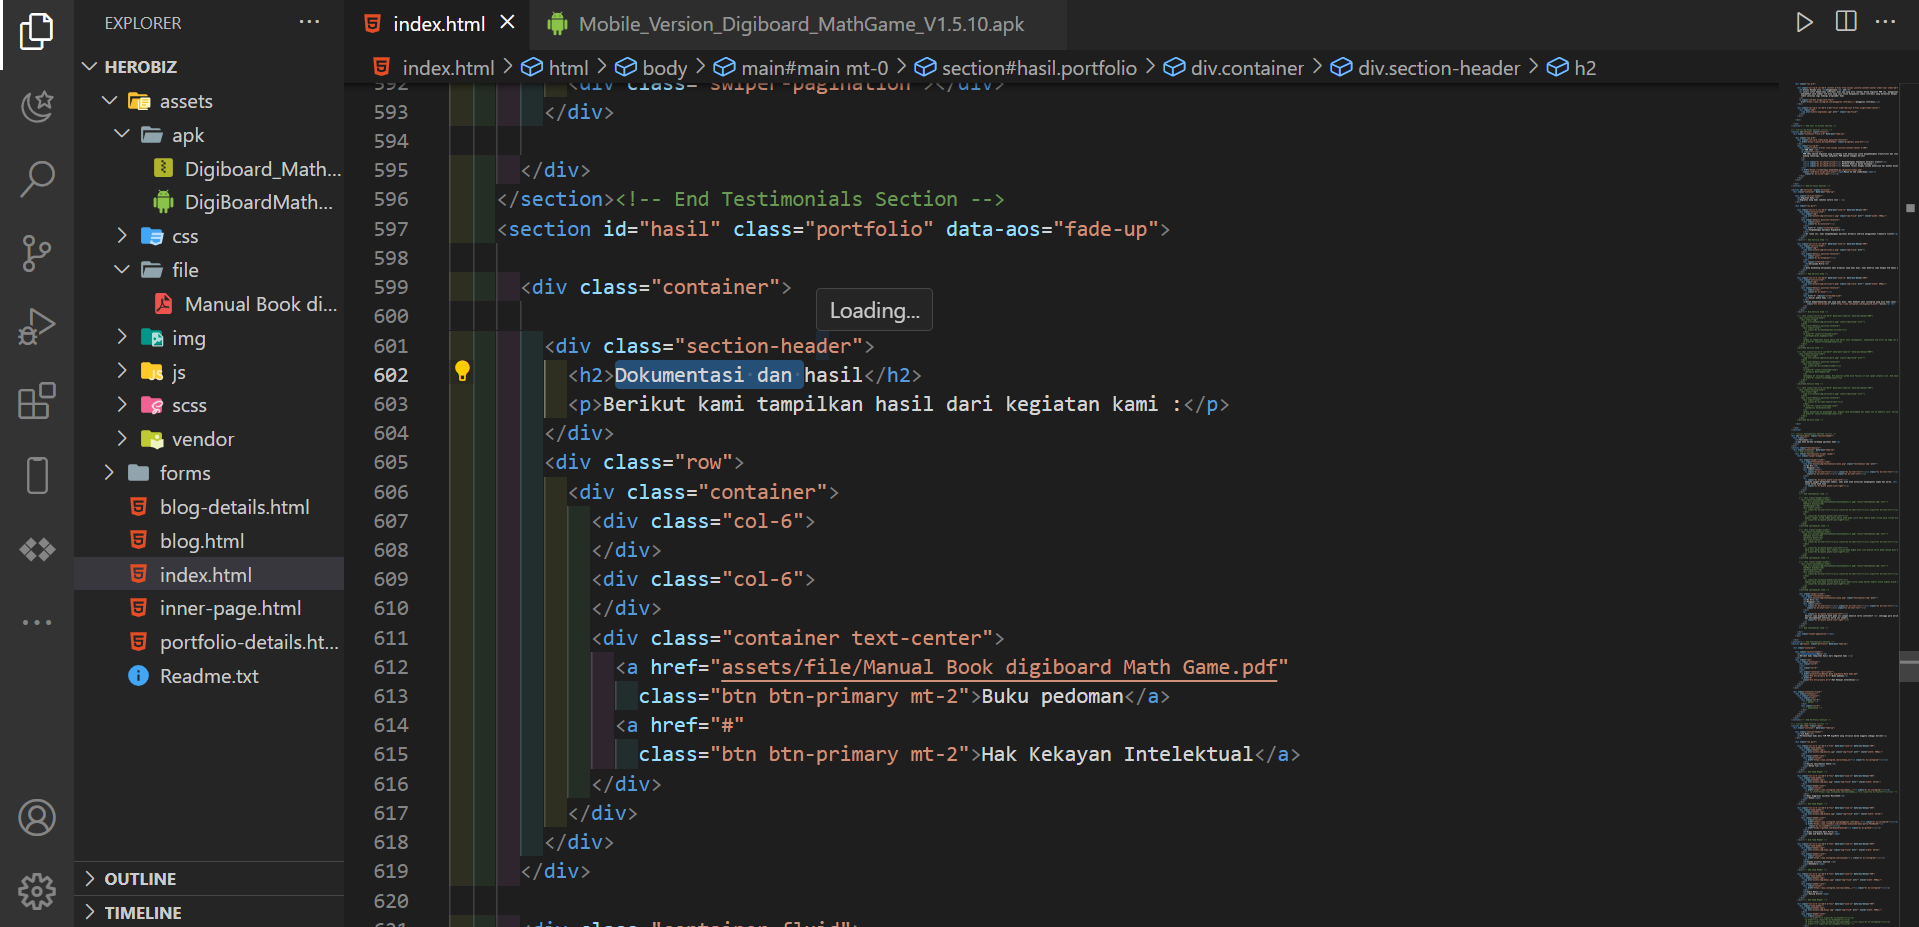 EXPLORER
HEROBIZ
assets
apk
Digiboard_Math...
DigiBoardMath...
css
file
Manual Book di...
img
js
scss
vendor
forms
blog-details.html
blog.html
index.html
inner-page.html
portfolio-details.ht...
Readme.txt
OUTLINE
TIMELINE
index.html
Mobile_Version_Digiboard_MathGame_V1.5.10.apk
index.html > html > body > main#main mt-0 > section#hasil.portfolio > div.container > div.section-header > h2
592 <div class="swiper-pagination"></div>
593 </div>
594
595 </div>
596 </section><!-- End Testimonials Section -->
597 <section id="hasil" class="portfolio" data-aos="fade-up">
598
599 <div class="container">
Loading...
600
601 <div class="section-header">
602 <h2>Dokumentasi dan hasil</h2>
603 <p>Berikut kami tampilkan hasil dari kegiatan kami :</p>
604 </div>
605 <div class="row">
606 <div class="container">
607 <div class="col-6">
608 </div>
609 <div class="col-6">
610 </div>
611 <div class="container text-center">
612 <a href="assets/file/Manual Book digiboard Math Game.pdf"
613 class="btn btn-primary mt-2">Buku pedoman</a>
614 <a href="#"
615 class="btn btn-primary mt-2">Hak Kekayan Intelektual</a>
616 </div>
617 </div>
618 </div>
619 </div>
620
621 <div class="container-fluid">